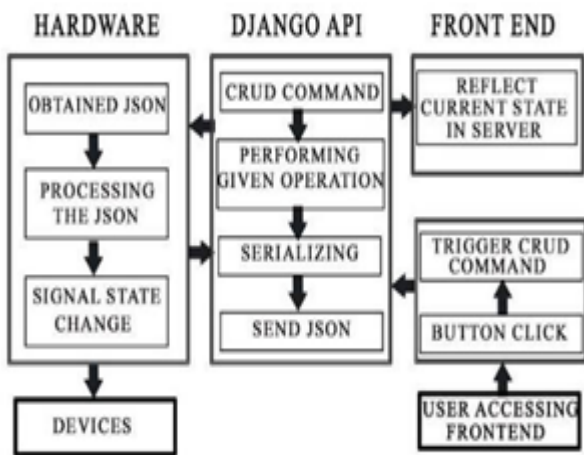 HARDWARE
OBTAINED JSON
PROCESSING
THE JSON
SIGNAL STATE
CHANGE
DEVICES
DJANGO API
CRUD COMMAND
PERFORMING
GIVEN OPERATION
SERIALIZING
SEND JSON
FRONT END
REFLECT
CURRENT STATE
IN SERVER
TRIGGER CRUD
COMMAND
BUTTON CLICK
USER ACCESSING
FRONTEND